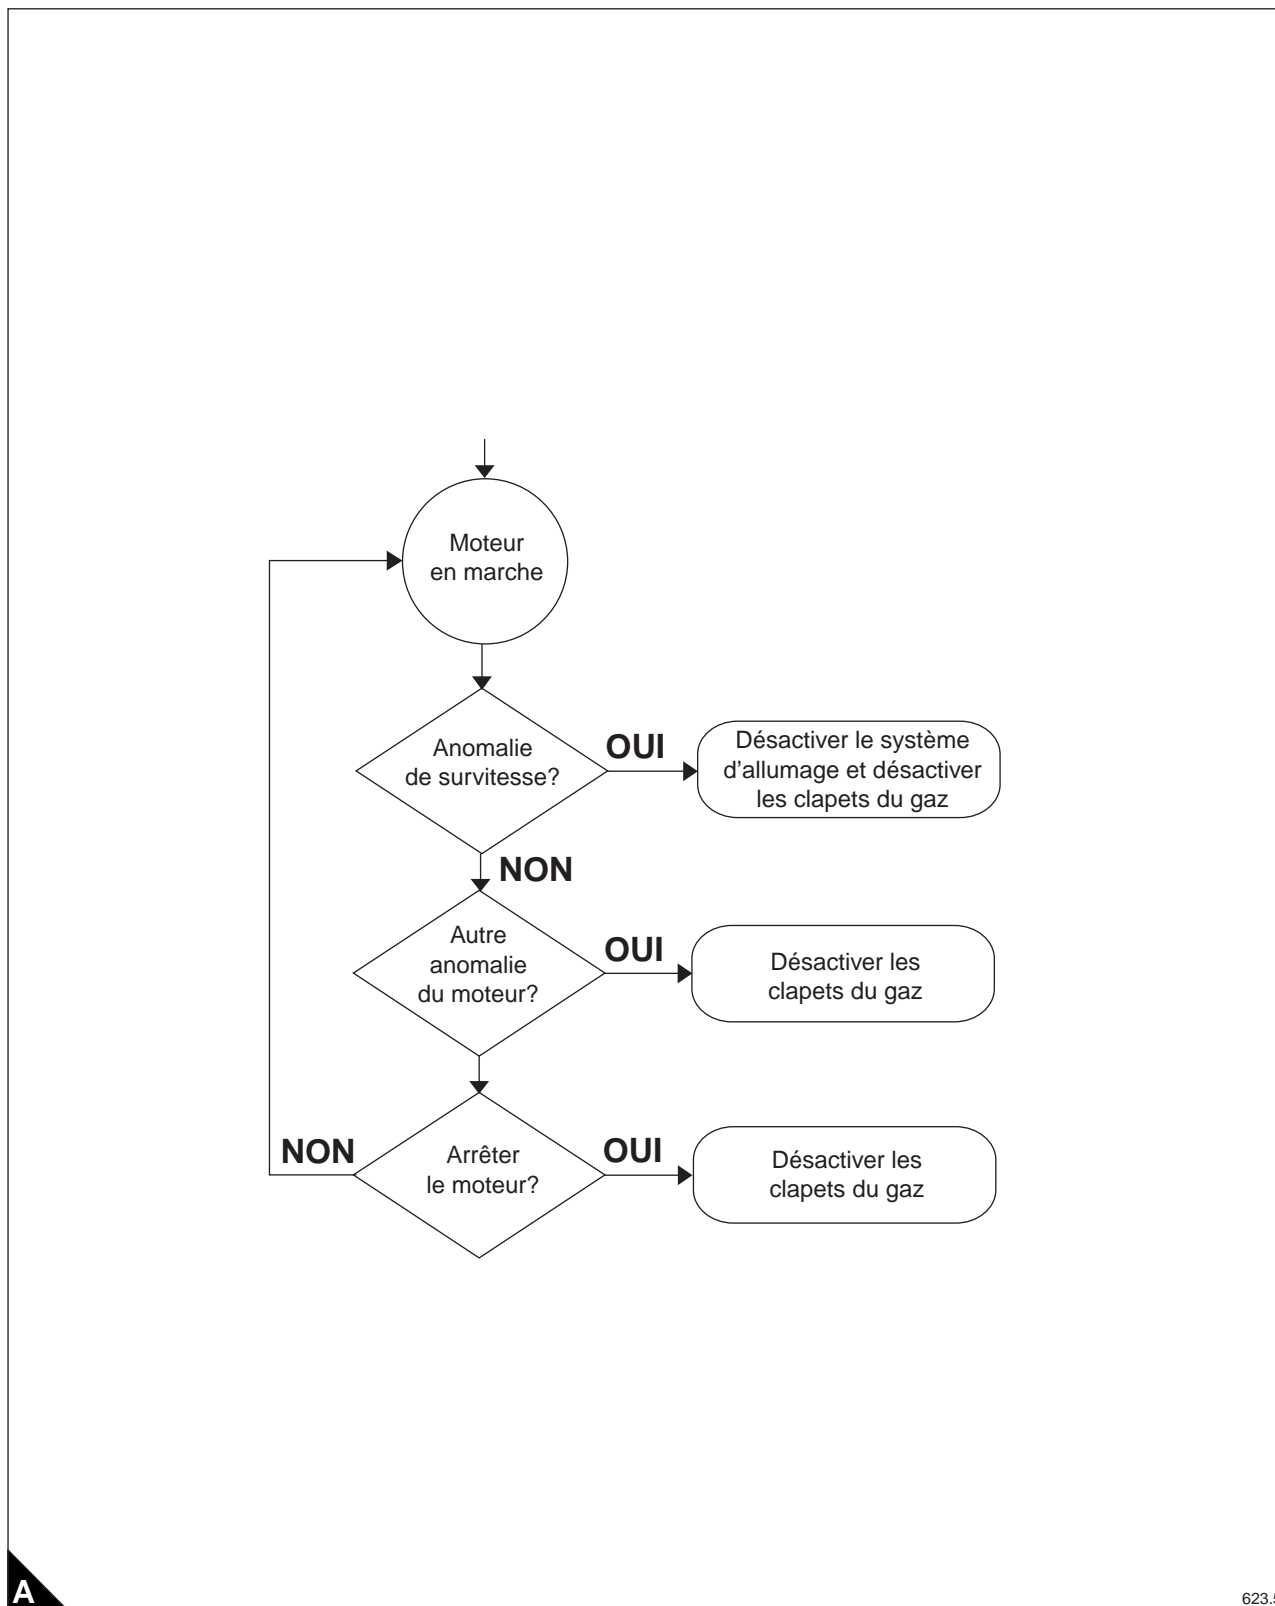 Moteur
en marche
Anomalie
de survitesse?
OUI
Désactiver le système
d'allumage et désactiver
les clapets du gaz
NON
Autre
anomalie
du moteur?
OUI
Désactiver les
clapets du gaz
NON
Arrêter
le moteur?
OUI
Désactiver les
clapets du gaz
A
623.5